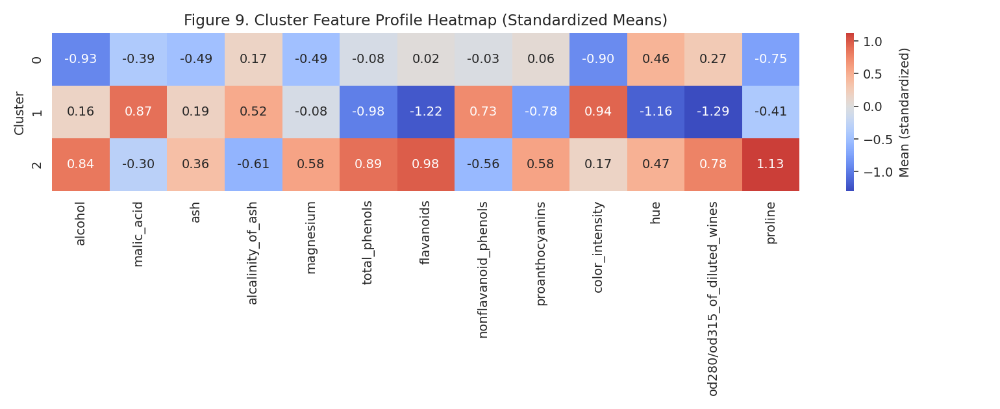 Figure 9. Cluster Feature Profile Heatmap (Standardized Means)
0 -0.93 -0.39 -0.49 0.17 -0.49 -0.08 0.02 -0.03 0.06 -0.90 0.46 0.27 -0.75
1 0.16 0.87 0.19 0.52 -0.08 -0.98 -1.22 0.73 -0.78 0.94 -1.16 -1.29 -0.41
2 0.84 -0.30 0.36 -0.61 0.58 0.89 0.98 -0.56 0.58 0.17 0.47 0.78 1.13
Cluster
alcohol
malic_acid
ash
alcalinity_of_ash
magnesium
total_phenols
flavanoids
nonflavanoid_phenols
proanthocyanins
color_intensity
hue
od280/od315_of_diluted_wines
proline
1.0
0.5
0.0
−0.5
−1.0
Mean (standardized)